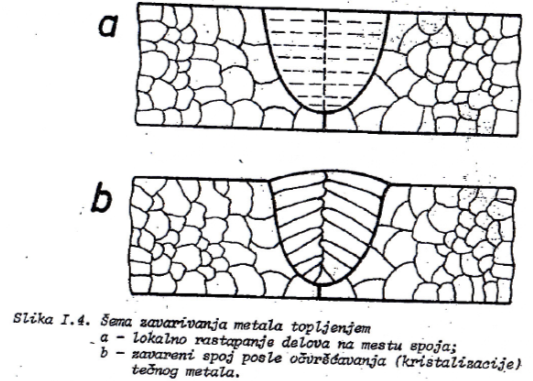 a
b
Slika I.4. Šema zavarivanja metala topljenjem
a - lokalno rastapanje delova na mestu spoja;
b - zavareni spoj posle očvršćavanja (kristalizacije)
tečnog metala.